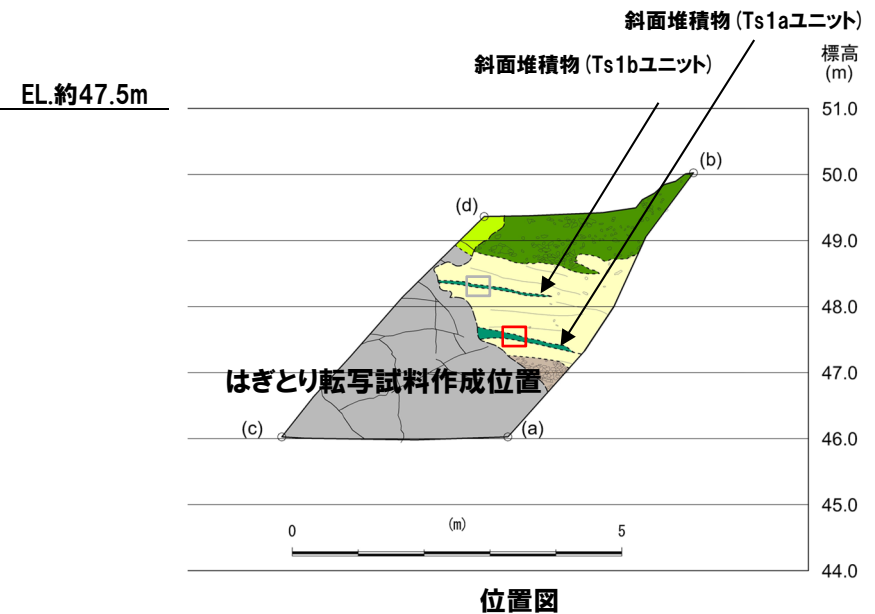 斜面堆積物(Ts1aユニット)
斜面堆積物(Ts1bユニット)
標高
(m)
EL.約47.5m
51.0
(b)
50.0
(d)
49.0
48.0
はぎとり転写試料作成位置
47.0
(c)
(a)
46.0
45.0
0
(m)
5
44.0
位置図